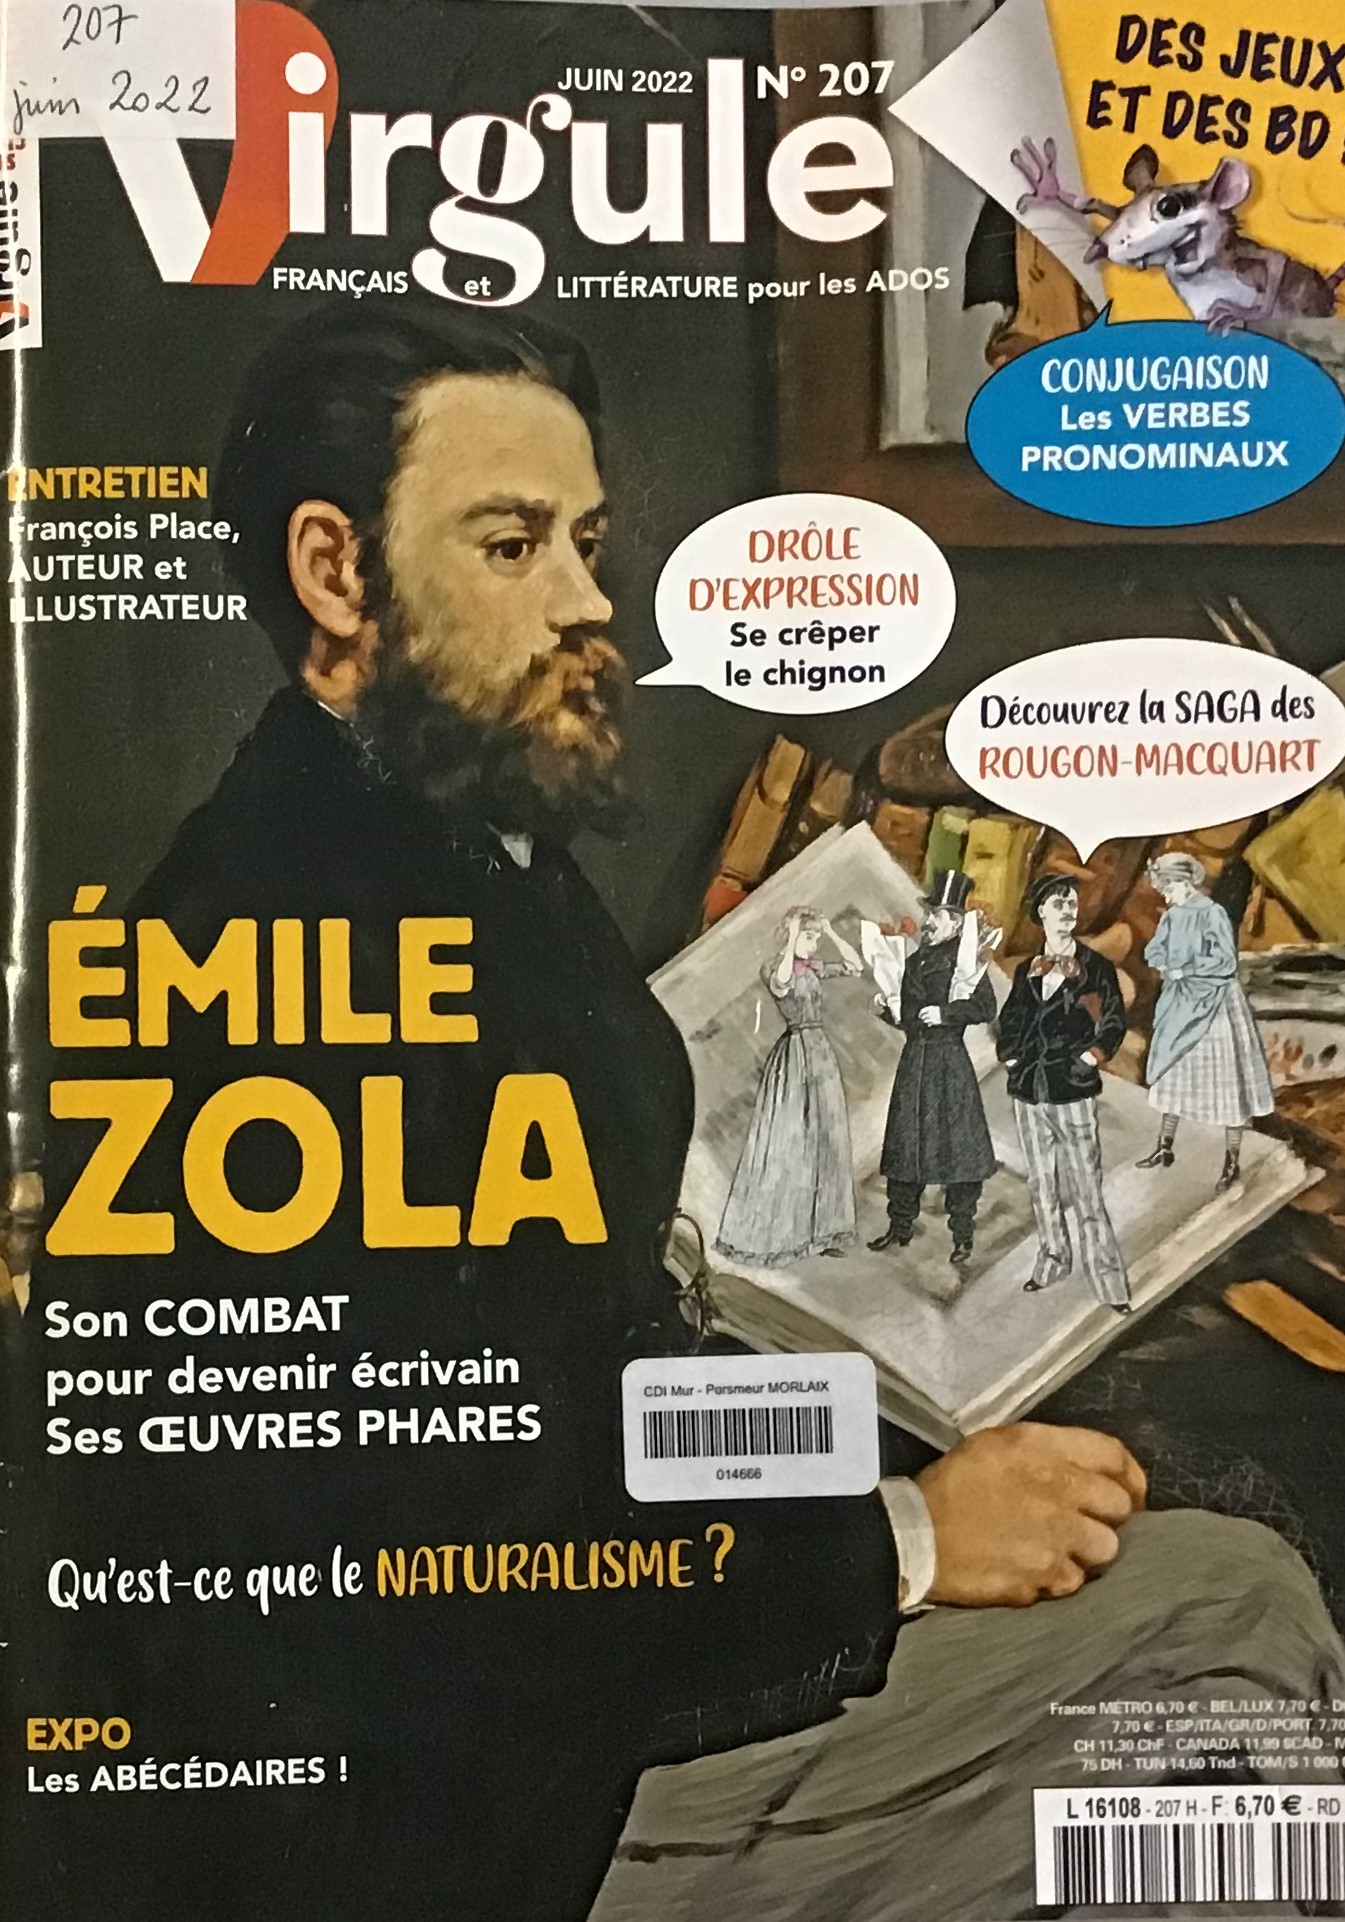 207
juin 2022
Virgule
JUIN 2022
N° 207
FRANÇAIS et LITTÉRATURE pour les ADOS
DES JEUX
ET DES BD
CONJUGAISON
Les VERBES
PRONOMINAUX
ENTRETIEN
François Place,
AUTEUR et
ILLUSTRATEUR
DRÔLE
D'EXPRESSION
Se crêper
le chignon
Découvrez la SAGA des
ROUGON-MACQUART
ÉMILE
ZOLA
Son COMBAT
pour devenir écrivain
Ses ŒUVRES PHARES
CDI Mur - Porsmeur MORLAIX
014666
Qu'est-ce que le NATURALISME ?
EXPO
Les ABÉCÉDAIRES !
France MÉTRO 6,70 € - BEL/LUX 7,70 € - D
7,70 € - ESP/ITA/GR/D/PORT 7,70
CH 11,30 ChF - CANADA 11,99 $CAD - M
75 DH - TUN 14,60 Tnd - TOM/S 1 000
L 16108 - 207 H - F: 6,70 € - RD